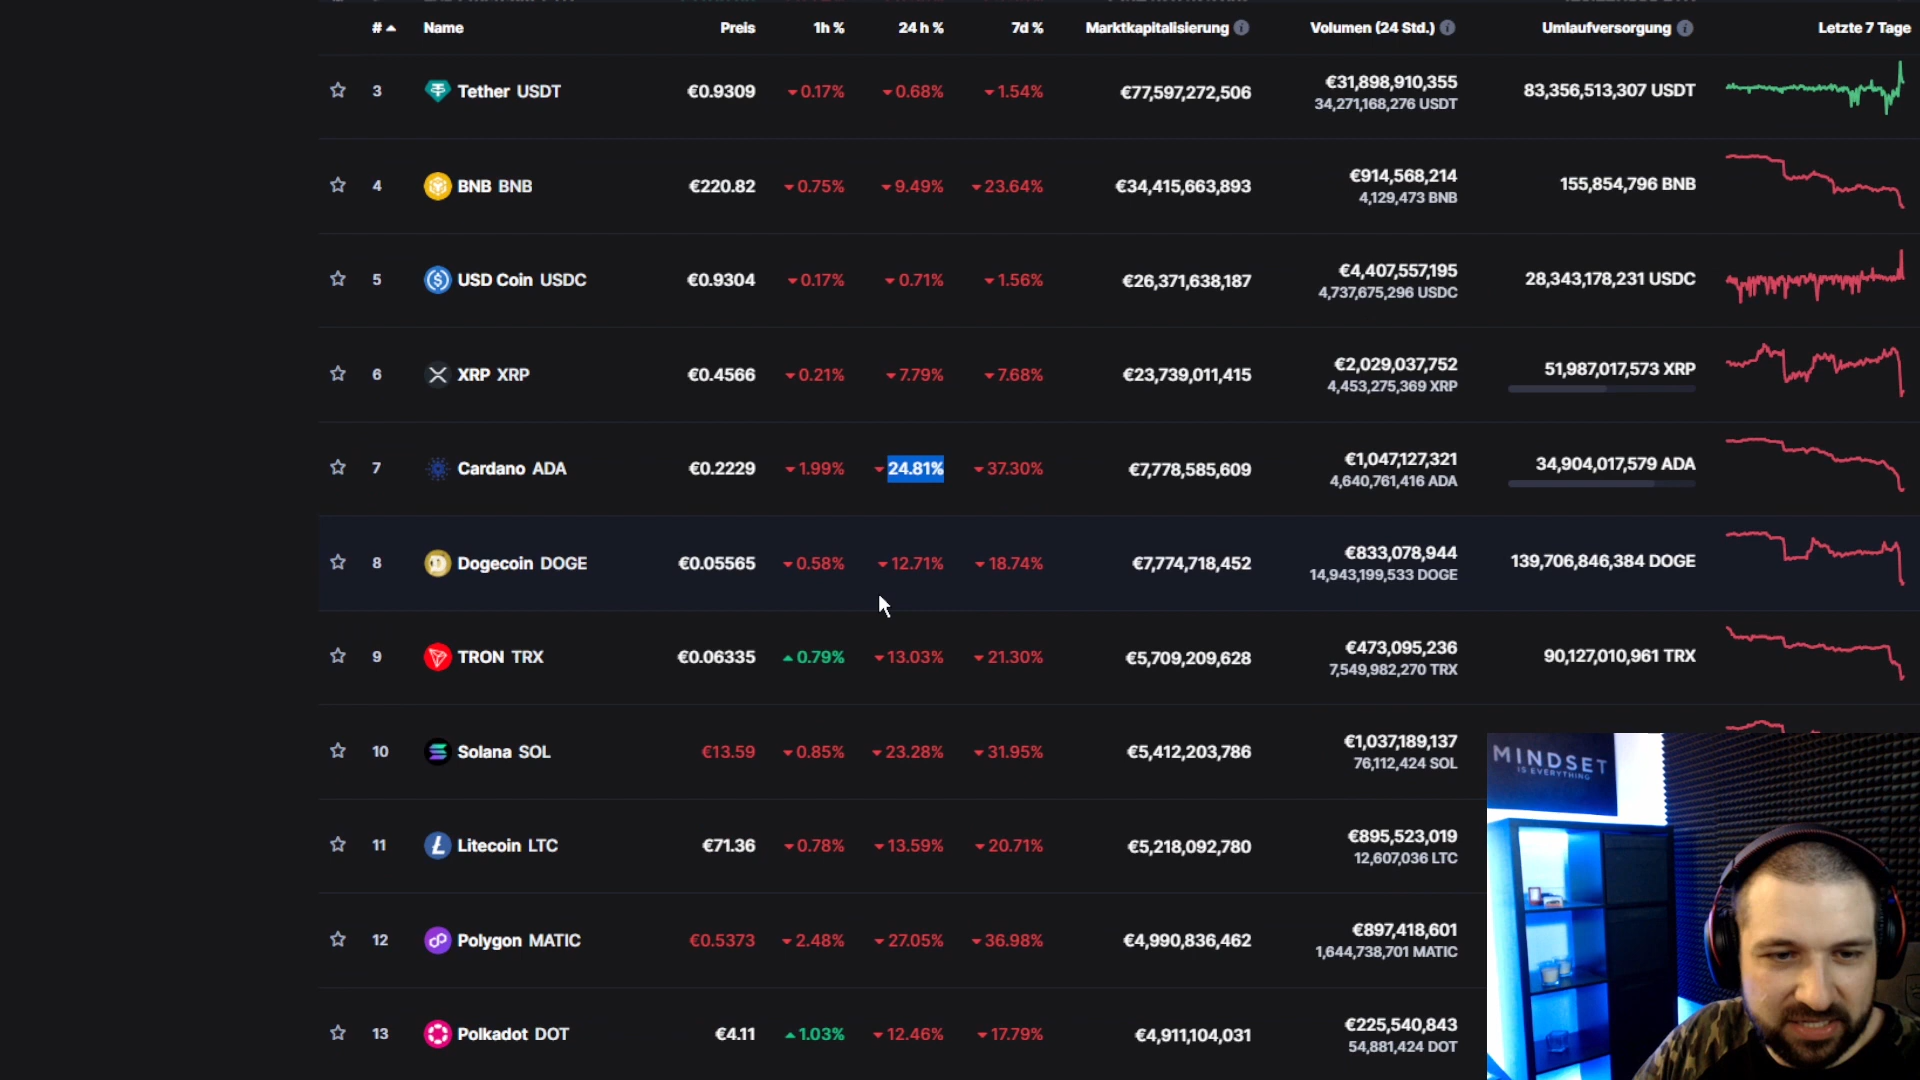 # Name Preis 1h % 24 h % 7d % Marktkapitalisierung Volumen (24 Std.) Umlaufversorgung Letzte 7 Tage
3 Tether USDT €0.9309 0.17% 0.68% 1.54% €77,597,272,506 €31,898,910,355 83,356,513,307 USDT
34,271,168,276 USDT
4 BNB BNB €220.82 0.75% 9.49% 23.64% €34,415,663,893 €914,568,214 155,854,796 BNB
4,129,473 BNB
5 USD Coin USDC €0.9304 0.17% 0.71% 1.56% €26,371,638,187 €4,407,557,195 28,343,178,231 USDC
4,737,675,296 USDC
6 XRP XRP €0.4566 0.21% 7.79% 7.68% €23,739,011,415 €2,029,037,752 51,987,017,573 XRP
4,453,275,369 XRP
7 Cardano ADA €0.2229 1.99% 24.81% 37.30% €7,778,585,609 €1,047,127,321 34,904,017,579 ADA
4,640,761,416 ADA
8 Dogecoin DOGE €0.05565 0.58% 12.71% 18.74% €7,774,718,452 €833,078,944 139,706,846,384 DOGE
14,943,199,533 DOGE
9 TRON TRX €0.06335 0.79% 13.03% 21.30% €5,709,209,628 €473,095,236 90,127,010,961 TRX
7,549,982,270 TRX
10 Solana SOL €13.59 0.85% 23.28% 31.95% €5,412,203,786 €1,037,189,137
76,112,424 SOL
11 Litecoin LTC €71.36 0.78% 13.59% 20.71% €5,218,092,780 €895,523,019
12,607,036 LTC
12 Polygon MATIC €0.5373 2.48% 27.05% 36.98% €4,990,836,462 €897,418,601
1,644,738,701 MATIC
13 Polkadot DOT €4.11 1.03% 12.46% 17.79% €4,911,104,031 €225,540,843
54,881,424 DOT
MINDSET
IS EVERYTHING